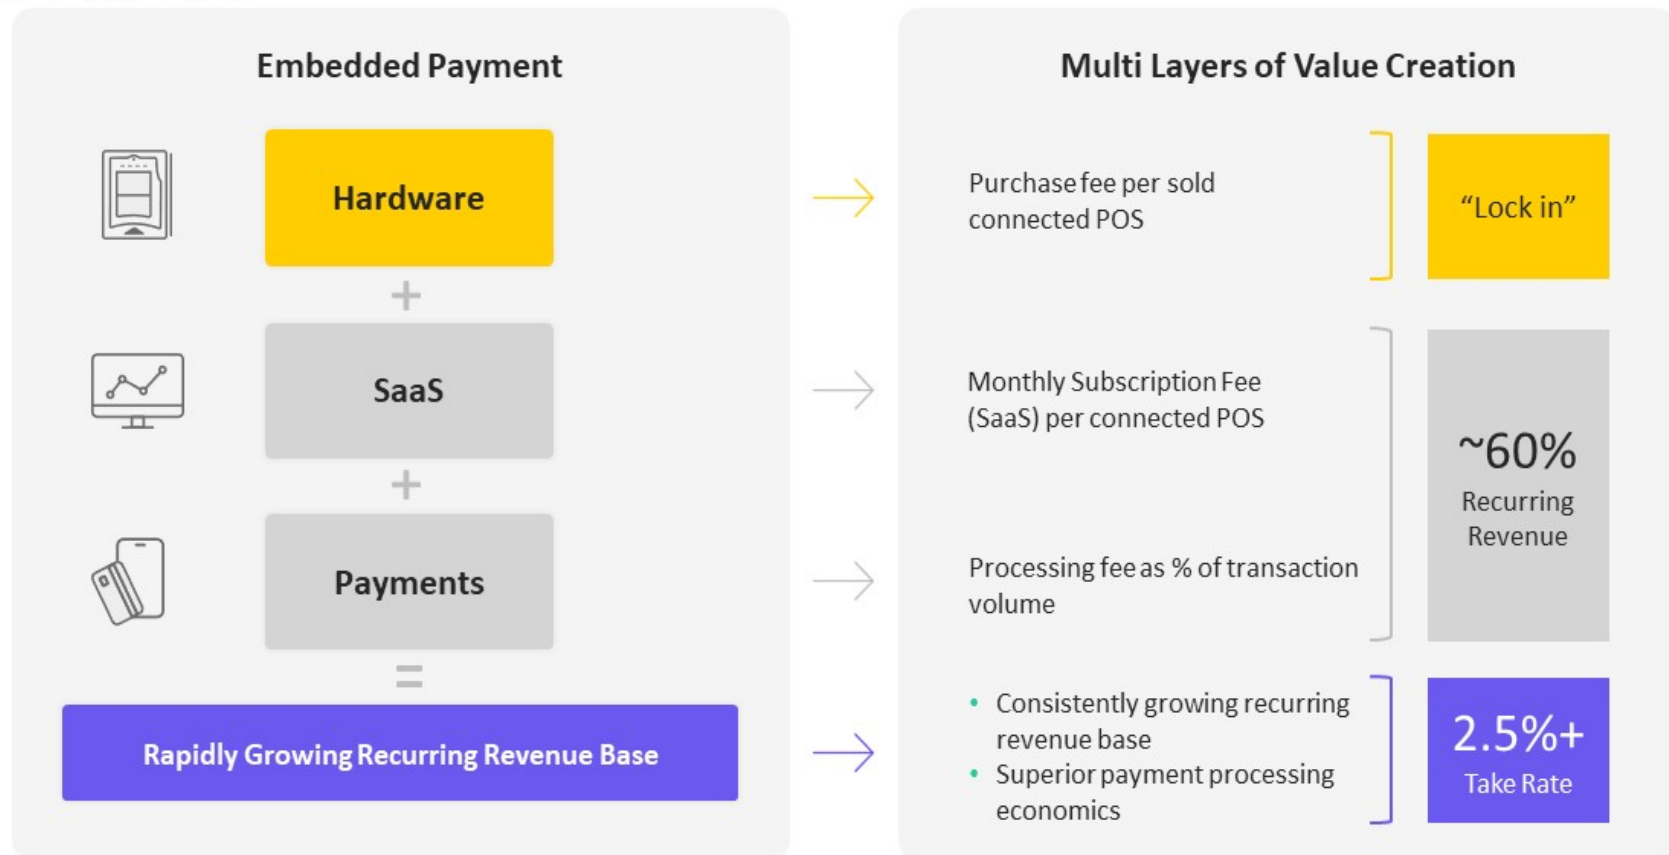 Embedded Payment
Hardware
+
SaaS
+
Payments
=
Rapidly Growing Recurring Revenue Base
Multi Layers of Value Creation
Purchase fee per sold
connected POS
“Lock in”
Monthly Subscription Fee
(SaaS) per connected POS
~60%
Recurring
Revenue
Processing fee as % of transaction
volume
• Consistently growing recurring
revenue base
• Superior payment processing
economics
2.5%+
Take Rate